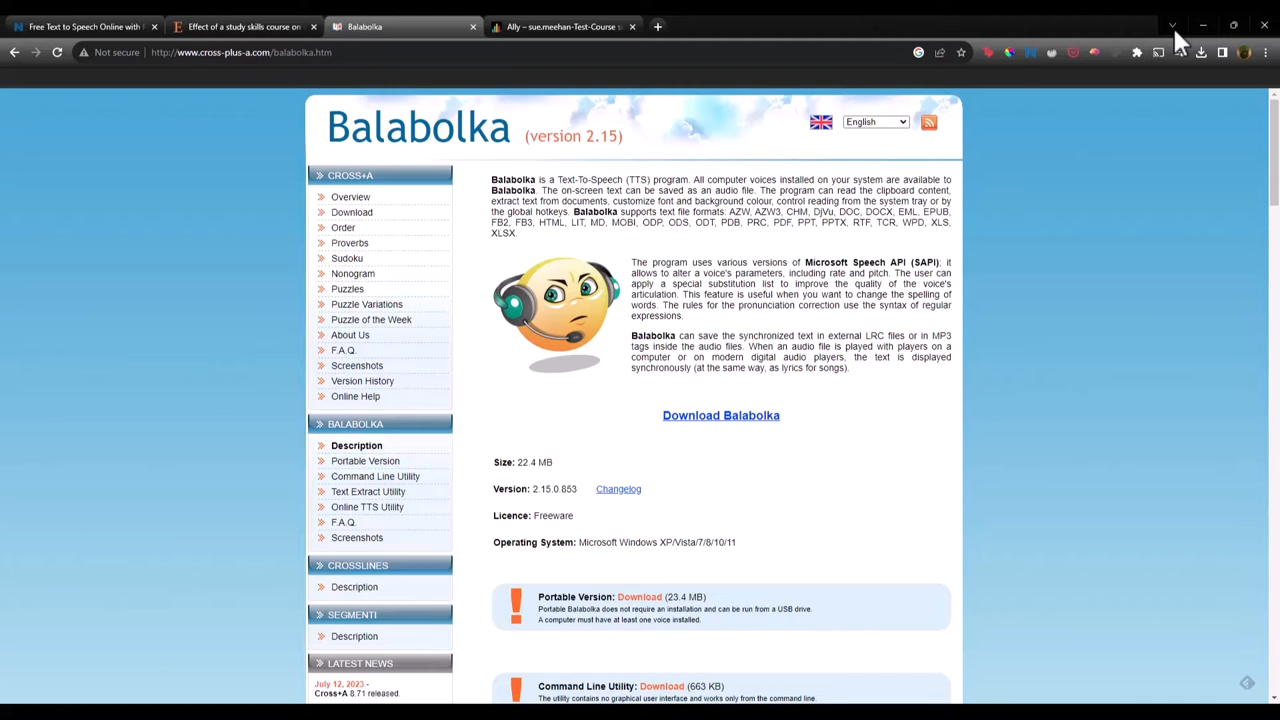 Free Text to Speech Online with
Effect of a study skills course on
Balabolka
Ally – sue.meehan-Test-Course
Not secure
http://www.cross-plus-a.com/balabolka.htm
Balabolka (version 2.15)
English
CROSS+A
Overview
Download
Order
Proverbs
Sudoku
Nonogram
Puzzles
Puzzle Variations
Puzzle of the Week
About Us
F.A.Q.
Screenshots
Version History
Online Help
BALABOLKA
Description
Portable Version
Command Line Utility
Text Extract Utility
Online TTS Utility
F.A.Q.
Screenshots
CROSSLINES
Description
SEGMENTI
Description
LATEST NEWS
July 12, 2023 -
Cross+A 8.71 released.
Balabolka is a Text-To-Speech (TTS) program. All computer voices installed on your system are available to
Balabolka. The on-screen text can be saved as an audio file. The program can read the clipboard content,
extract text from documents, customize font and background colour, control reading from the system tray or by
the global hotkeys. Balabolka supports text file formats: AZW, AZW3, CHM, DjVu, DOC, DOCX, EML, EPUB,
FB2, FB3, HTML, LIT, MD, MOBI, ODP, ODS, ODT, PDB, PRC, PDF, PPT, PPTX, RTF, TCR, WPD, XLS,
XLSX.
The program uses various versions of Microsoft Speech API (SAPI); it
allows to alter a voice's parameters, including rate and pitch. The user can
apply a special substitution list to improve the quality of the voice's
articulation. This feature is useful when you want to change the spelling of
words. The rules for the pronunciation correction use the syntax of regular
expressions.
Balabolka can save the synchronized text in external LRC files or in MP3
tags inside the audio files. When an audio file is played with players on a
computer or on modern digital audio players, the text is displayed
synchronously (at the same way, as lyrics for songs).
Download Balabolka
Size: 22.4 MB
Version: 2.15.0.853 Changelog
Licence: Freeware
Operating System: Microsoft Windows XP/Vista/7/8/10/11
Portable Version: Download (23.4 MB)
Portable Balabolka does not require an installation and can be run from a USB drive.
A computer must have at least one voice installed.
Command Line Utility: Download (663 KB)
The utility contains no graphical user interface and works only from the command line.